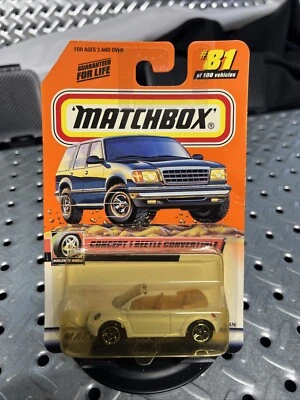 FOR AGES 3 AND OVER
GUARANTEED
FOR LIFE
#81
of 100 vehicles
MATCHBOX®
CONCEPT 1 BEETLE CONVERTIBLE